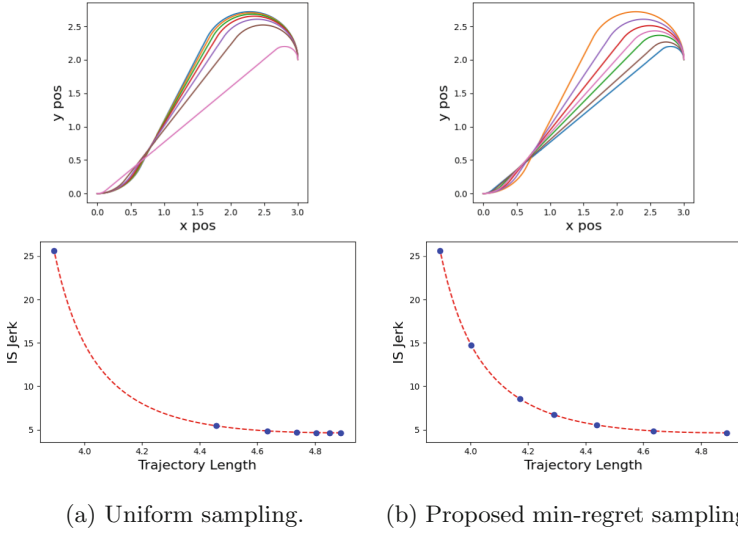 y pos
2.5
2.0
1.5
1.0
0.5
0.0
0.0 0.5 1.0 1.5 2.0 2.5 3.0
x pos
y pos
2.5
2.0
1.5
1.0
0.5
0.0
0.0 0.5 1.0 1.5 2.0 2.5 3.0
x pos
IS Jerk
25
20
15
10
5
4.0 4.2 4.4 4.6 4.8
Trajectory Length
IS Jerk
25
20
15
10
5
4.0 4.2 4.4 4.6 4.8
Trajectory Length
(a) Uniform sampling.
(b) Proposed min-regret sampling